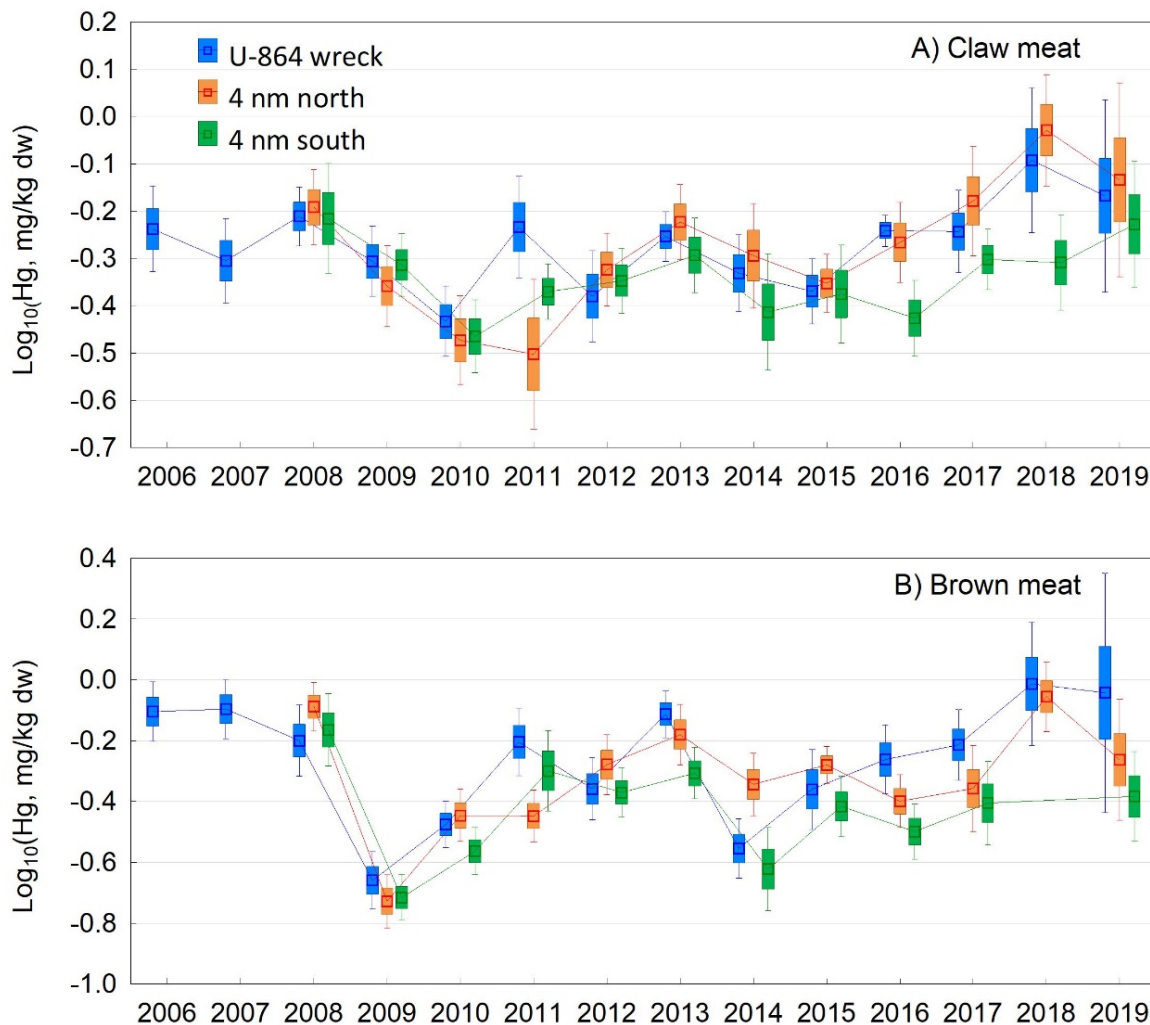 A) Claw meat
U-864 wreck
4 nm north
4 nm south
Log10(Hg, mg/kg dw)
0.2
0.1
0.0
-0.1
-0.2
-0.3
-0.4
-0.5
-0.6
-0.7
2006 2007 2008 2009 2010 2011 2012 2013 2014 2015 2016 2017 2018 2019
B) Brown meat
Log10(Hg, mg/kg dw)
0.4
0.2
0.0
-0.2
-0.4
-0.6
-0.8
-1.0
2006 2007 2008 2009 2010 2011 2012 2013 2014 2015 2016 2017 2018 2019